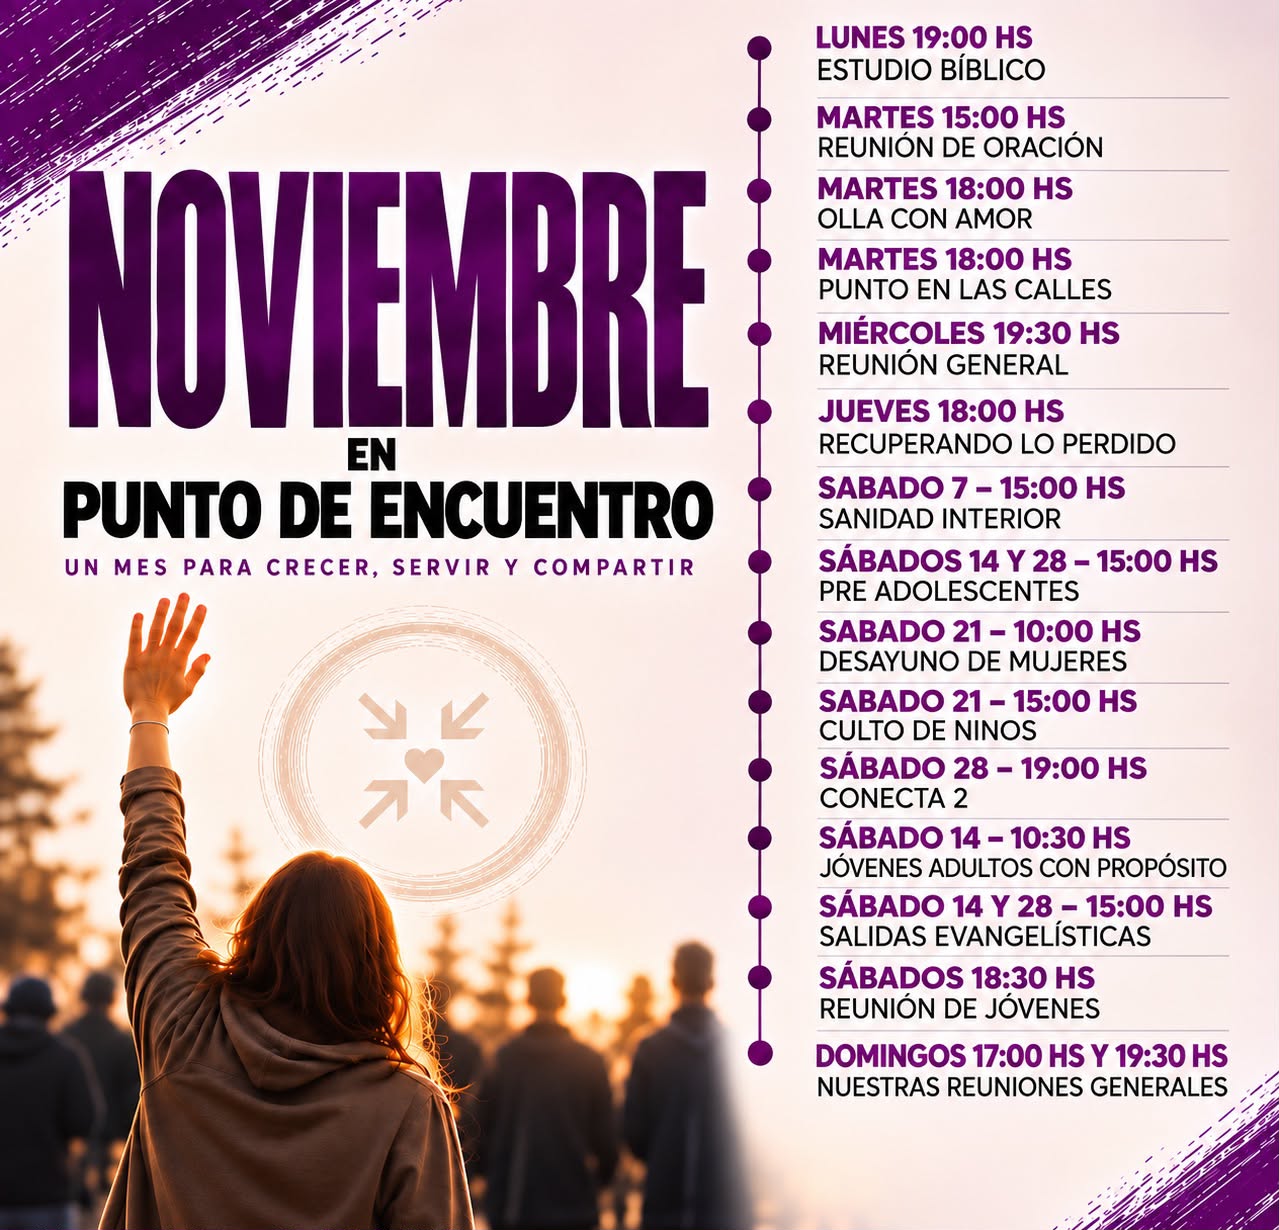 NOVIEMBRE
EN
PUNTO DE ENCUENTRO
UN MES PARA CRECER, SERVIR Y COMPARTIR
LUNES 19:00 HS
ESTUDIO BÍBLICO
MARTES 15:00 HS
REUNIÓN DE ORACIÓN
MARTES 18:00 HS
OLLA CON AMOR
MARTES 18:00 HS
PUNTO EN LAS CALLES
MIÉRCOLES 19:30 HS
REUNIÓN GENERAL
JUEVES 18:00 HS
RECUPERANDO LO PERDIDO
SABADO 7 – 15:00 HS
SANIDAD INTERIOR
SÁBADOS 14 Y 28 – 15:00 HS
PRE ADOLESCENTES
SABADO 21 – 10:00 HS
DESAYUNO DE MUJERES
SABADO 21 – 15:00 HS
CULTO DE NINOS
SÁBADO 28 – 19:00 HS
CONECTA 2
SÁBADO 14 – 10:30 HS
JÓVENES ADULTOS CON PROPÓSITO
SÁBADO 14 Y 28 – 15:00 HS
SALIDAS EVANGELÍSTICAS
SÁBADOS 18:30 HS
REUNIÓN DE JÓVENES
DOMINGOS 17:00 HS Y 19:30 HS
NUESTRAS REUNIONES GENERALES